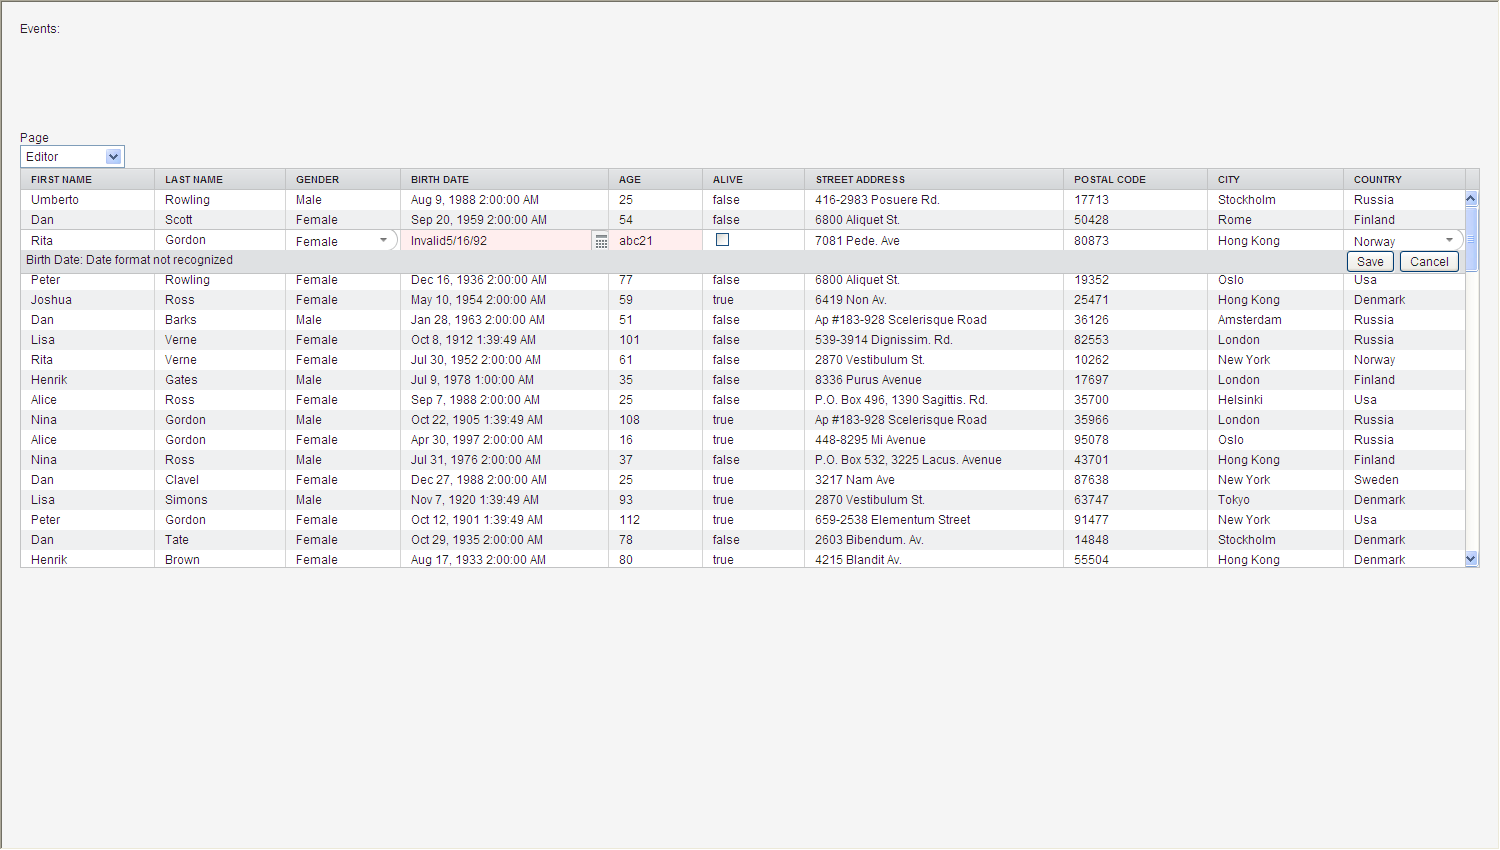 Events:
Page
Editor
FIRST NAME LAST NAME GENDER BIRTH DATE AGE ALIVE STREET ADDRESS POSTAL CODE CITY COUNTRY
Umberto Rowling Male Aug 9, 1988 2:00:00 AM 25 false 416-2983 Posuere Rd. 17713 Stockholm Russia
Dan Scott Female Sep 20, 1959 2:00:00 AM 54 false 6800 Aliquet St. 50428 Rome Finland
Rita Gordon Female Invalid5/16/92 abc21 7081 Pede. Ave 80873 Hong Kong Norway
Birth Date: Date format not recognized Save Cancel
Peter Rowling Female Dec 16, 1936 2:00:00 AM 77 false 6800 Aliquet St. 19352 Oslo Usa
Joshua Ross Female May 10, 1954 2:00:00 AM 59 true 6419 Non Av. 25471 Hong Kong Denmark
Dan Barks Male Jan 28, 1963 2:00:00 AM 51 false Ap #183-928 Scelerisque Road 36126 Amsterdam Russia
Lisa Verne Female Oct 8, 1912 1:39:49 AM 101 false 539-3914 Dignissim. Rd. 82553 London Russia
Rita Verne Female Jul 30, 1952 2:00:00 AM 61 false 2870 Vestibulum St. 10262 New York Norway
Henrik Gates Male Jul 9, 1978 1:00:00 AM 35 false 8336 Purus Avenue 17697 London Finland
Alice Ross Female Sep 7, 1988 2:00:00 AM 25 false P.O. Box 496, 1390 Sagittis. Rd. 35700 Helsinki Usa
Nina Gordon Male Oct 22, 1905 1:39:49 AM 108 true Ap #183-928 Scelerisque Road 35966 London Russia
Alice Gordon Female Apr 30, 1997 2:00:00 AM 16 true 448-8295 Mi Avenue 95078 Oslo Russia
Nina Ross Male Jul 31, 1976 2:00:00 AM 37 false P.O. Box 532, 3225 Lacus. Avenue 43701 Hong Kong Finland
Dan Clavel Female Dec 27, 1988 2:00:00 AM 25 true 3217 Nam Ave 87638 New York Sweden
Lisa Simons Male Nov 7, 1920 1:39:49 AM 93 true 2870 Vestibulum St. 63747 Tokyo Denmark
Peter Gordon Female Oct 12, 1901 1:39:49 AM 112 true 659-2538 Elementum Street 91477 New York Usa
Dan Tate Female Oct 29, 1935 2:00:00 AM 78 false 2603 Bibendum. Av. 14848 Stockholm Denmark
Henrik Brown Female Aug 17, 1933 2:00:00 AM 80 true 4215 Blandit Av. 55504 Hong Kong Denmark